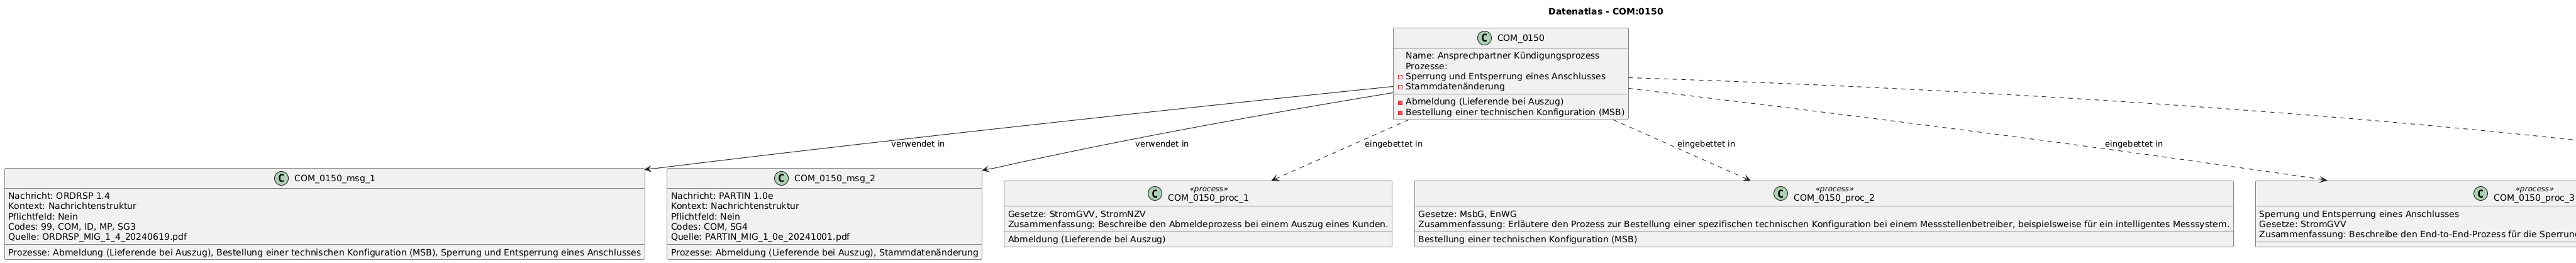 Datenatlas - COM:0150
C COM_0150
Name: Ansprechpartner Kündigungsprozess
Prozesse:
Sperrung und Entsperrung eines Anschlusses
Stammdatenänderung
Abmeldung (Lieferende bei Auszug)
Bestellung einer technischen Konfiguration (MSB)
verwendet in
verwendet in
eingebettet in
eingebettet in
eingebettet in
C COM_0150_msg_1
Nachricht: ORDRSP 1.4
Kontext: Nachrichtenstruktur
Pflichtfeld: Nein
Codes: 99, COM, ID, MP, SG3
Quelle: ORDRSP_MIG_1_4_20240619.pdf
Prozesse: Abmeldung (Lieferende bei Auszug), Bestellung einer technischen Konfiguration (MSB), Sperrung und Entsperrung eines Anschlusses
C COM_0150_msg_2
Nachricht: PARTIN 1.0e
Kontext: Nachrichtenstruktur
Pflichtfeld: Nein
Codes: COM, SG4
Quelle: PARTIN_MIG_1_0e_20241001.pdf
Prozesse: Abmeldung (Lieferende bei Auszug), Stammdatenänderung
«process»
C COM_0150_proc_1
Gesetze: StromGVV, StromNZV
Zusammenfassung: Beschreibe den Abmeldeprozess bei einem Auszug eines Kunden.
Abmeldung (Lieferende bei Auszug)
«process»
C COM_0150_proc_2
Gesetze: MsbG, EnWG
Zusammenfassung: Erläutere den Prozess zur Bestellung einer spezifischen technischen Konfiguration bei einem Messstellenbetreiber, beispielsweise für ein intelligentes Messsystem.
Bestellung einer technischen Konfiguration (MSB)
«process»
C COM_0150_proc_3
Sperrung und Entsperrung eines Anschlusses
Gesetze: StromGVV
Zusammenfassung: Beschreibe den End-to-End-Prozess für die Sperrun